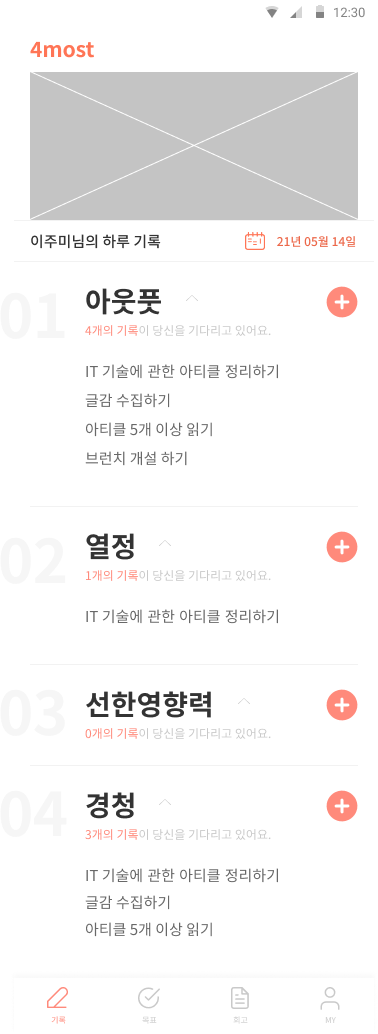 12:30
4most
이주미님의 하루 기록
21년 05월 14일
01
아웃풋
4개의 기록이 당신을 기다리고 있어요.
IT 기술에 관한 아티클 정리하기
글감 수집하기
아티클 5개 이상 읽기
브런치 개설 하기
02
열정
1개의 기록이 당신을 기다리고 있어요.
IT 기술에 관한 아티클 정리하기
03
선한영향력
0개의 기록이 당신을 기다리고 있어요.
04
경청
3개의 기록이 당신을 기다리고 있어요.
IT 기술에 관한 아티클 정리하기
글감 수집하기
아티클 5개 이상 읽기
기록
목표
회고
MY